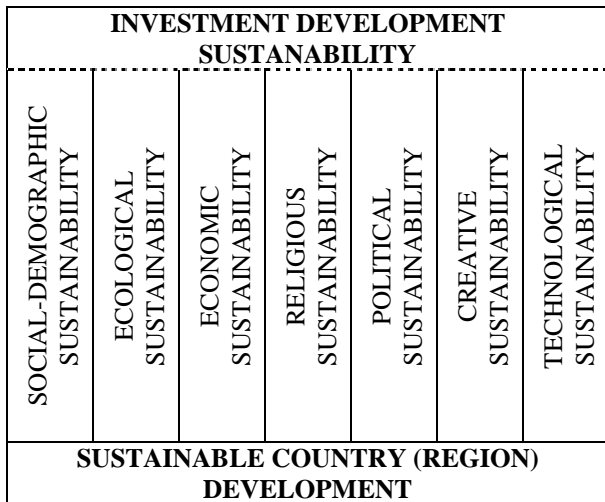 INVESTMENT DEVELOPMENT
SUSTANABILITY
SOCIAL-DEMOGRAPHIC
SUSTAINABILITY
ECOLOGICAL
SUSTAINABILITY
ECONOMIC
SUSTAINABILITY
RELIGIOUS
SUSTAINABILITY
POLITICAL
SUSTAINABILITY
CREATIVE
SUSTAINABILITY
TECHNOLOGICAL
SUSTAINABILITY
SUSTAINABLE COUNTRY (REGION)
DEVELOPMENT